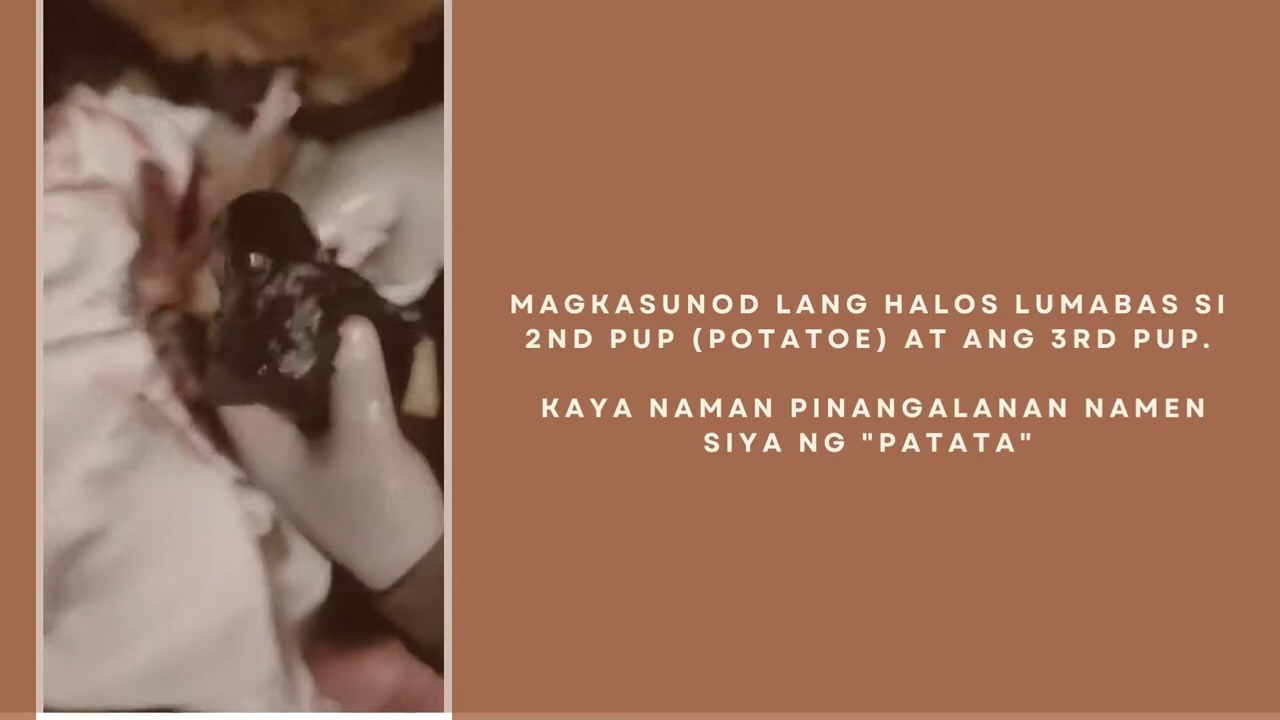 MAGKASUNOD LANG HALOS LUMABAS SI
2ND PUP (POTATOE) AT ANG 3RD PUP.
KAYA NAMAN PINANGALANAN NAMEN
SIYA NG "PATATA"